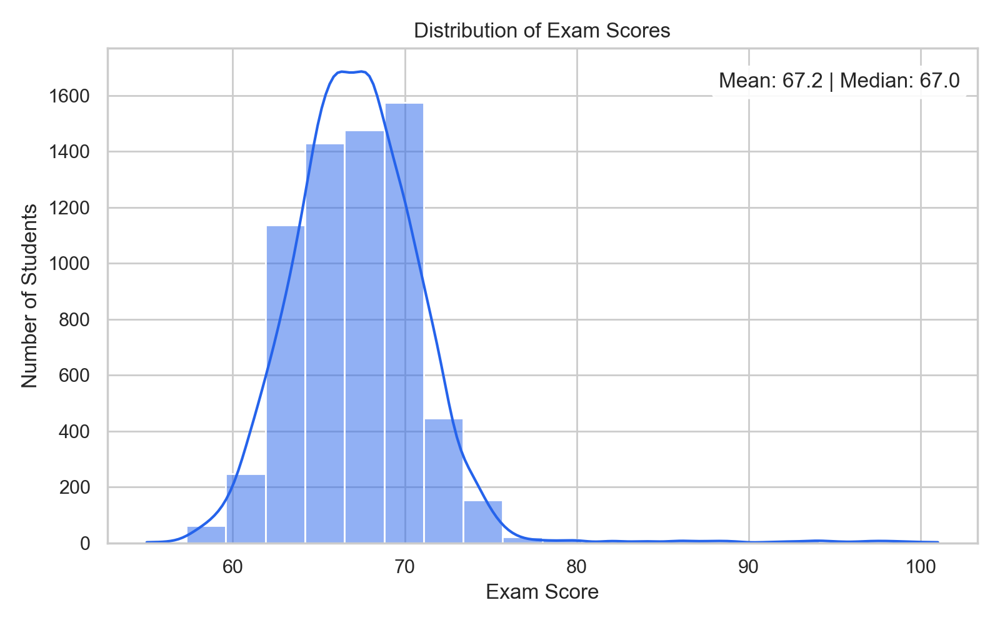 Distribution of Exam Scores
Mean: 67.2 | Median: 67.0
Number of Students
1600
1400
1200
1000
800
600
400
200
0
60 70 80 90 100
Exam Score